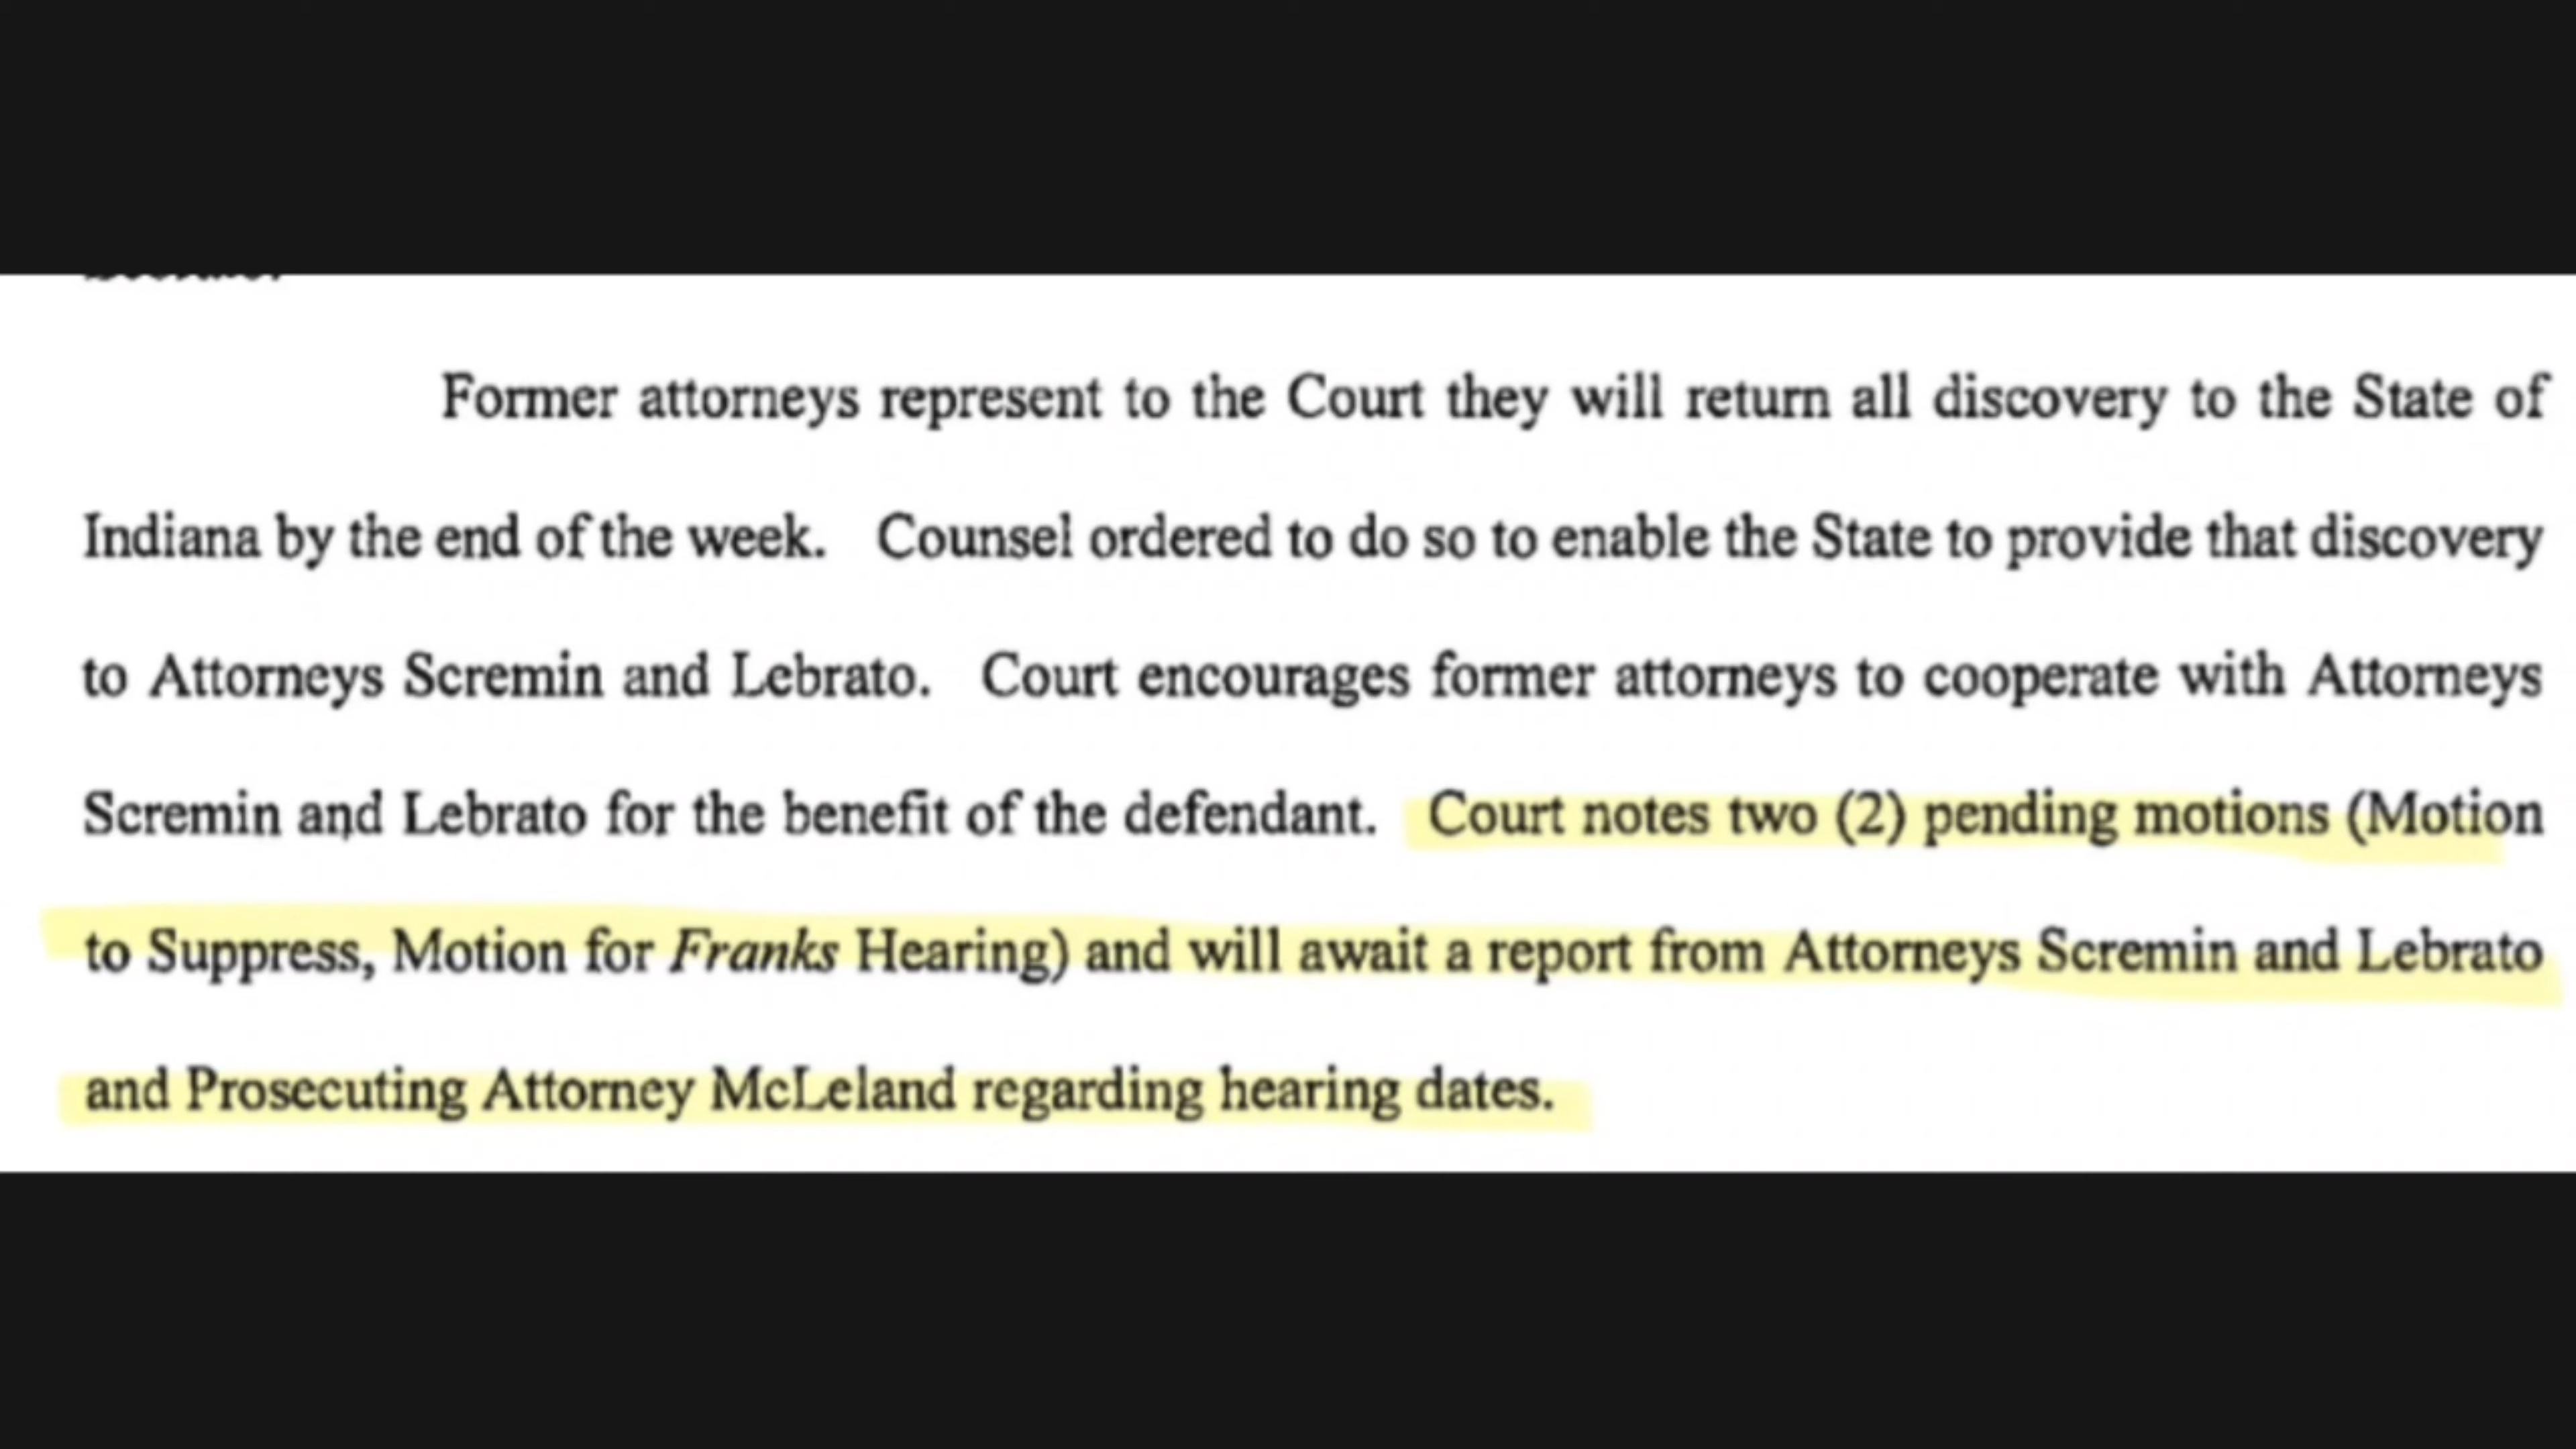 Former attorneys represent to the Court they will return all discovery to the State of
Indiana by the end of the week. Counsel ordered to do so to enable the State to provide that discovery
to Attorneys Scremin and Lebrato. Court encourages former attorneys to cooperate with Attorneys
Scremin and Lebrato for the benefit of the defendant. Court notes two (2) pending motions (Motion
to Suppress, Motion for Franks Hearing) and will await a report from Attorneys Scremin and Lebrato
and Prosecuting Attorney McLeland regarding hearing dates.